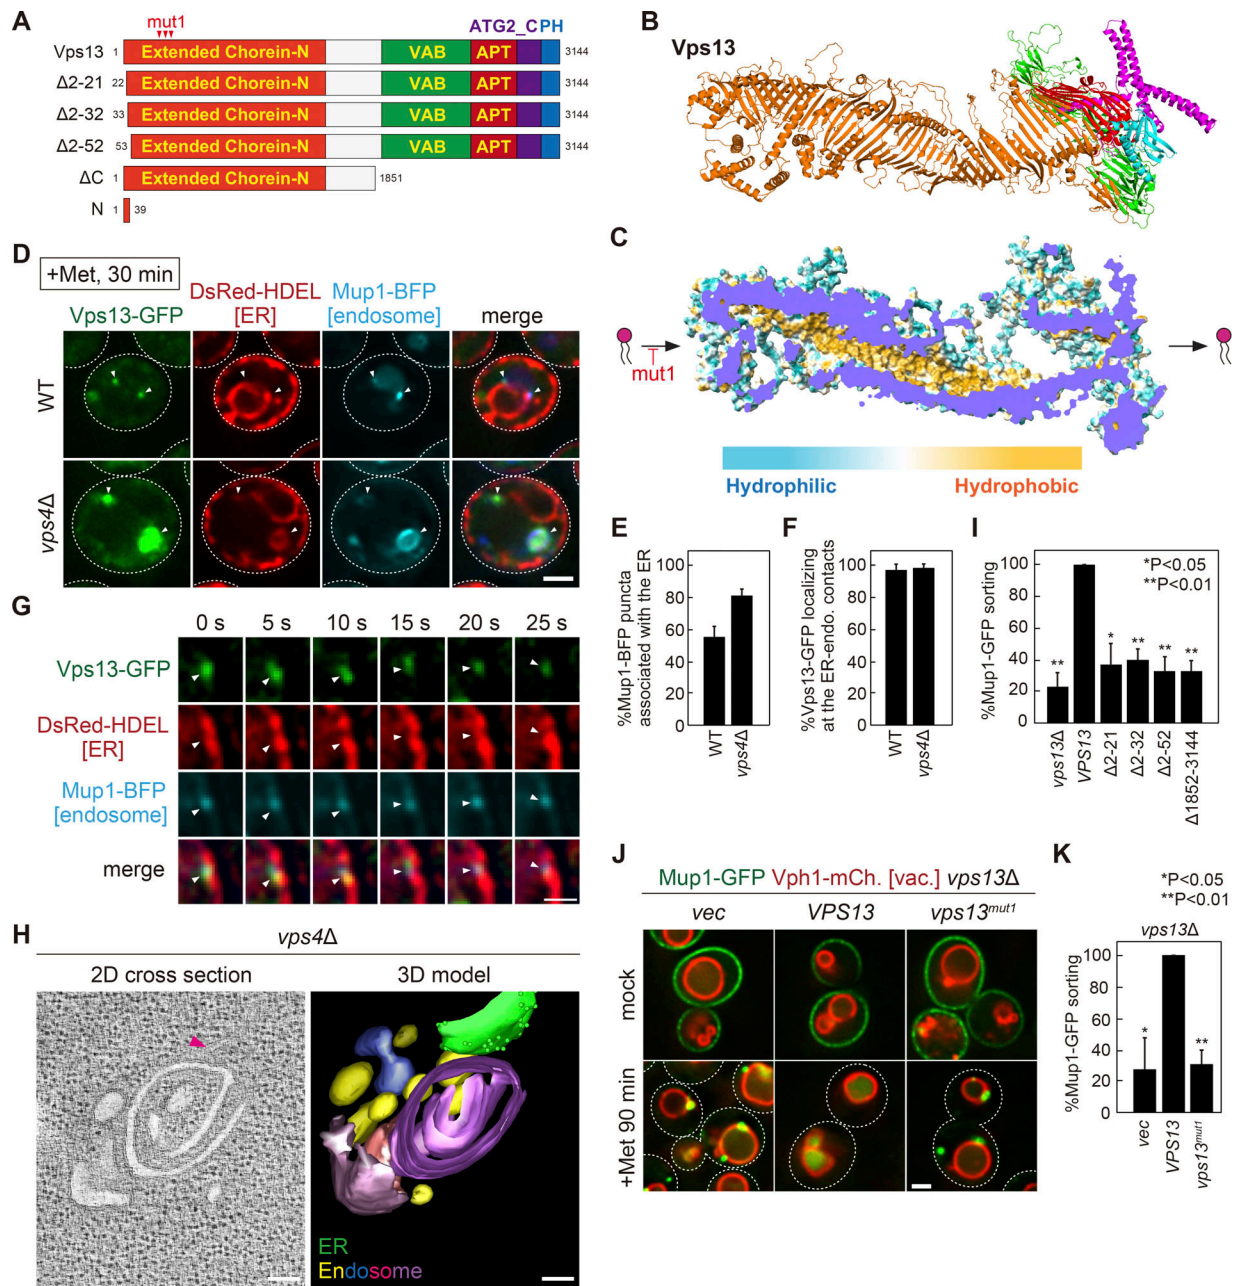 A
mut1
ATG2_C PH
Vps13 1 Extended Chorein-N VAB APT 3144
Δ2-21 22 Extended Chorein-N VAB APT 3144
Δ2-32 33 Extended Chorein-N VAB APT 3144
Δ2-52 53 Extended Chorein-N VAB APT 3144
ΔC 1 Extended Chorein-N 1851
N 1 39
B
Vps13
C
mut1
Hydrophilic Hydrophobic
D
+Met, 30 min
Vps13-GFP DsRed-HDEL [ER] Mup1-BFP [endosome] merge
WT
vps4Δ
E
%Mup1-BFP puncta
associated with the ER
100
80
60
40
20
0
WT
vps4Δ
F
%Vps13-GFP localizing
at the ER-endo. contacts
100
80
60
40
20
0
WT
vps4Δ
G
0 s 5 s 10 s 15 s 20 s 25 s
Vps13-GFP
DsRed-HDEL
[ER]
Mup1-BFP
[endosome]
merge
H
vps4Δ
2D cross section 3D model
ER
Endosome
I
*P<0.05
**P<0.01
%Mup1-GFP sorting
100
80
60
40
20
0
** * ** ** **
vps13Δ
VPS13
Δ2-21
Δ2-32
Δ2-52
Δ1852-3144
J
Mup1-GFP Vph1-mCh. [vac.] vps13Δ
vec VPS13 vps13mut1
mock
+Met 90 min
K
*P<0.05
**P<0.01
vps13Δ
%Mup1-GFP sorting
100
80
60
40
20
0
* **
vec
VPS13
vps13mut1